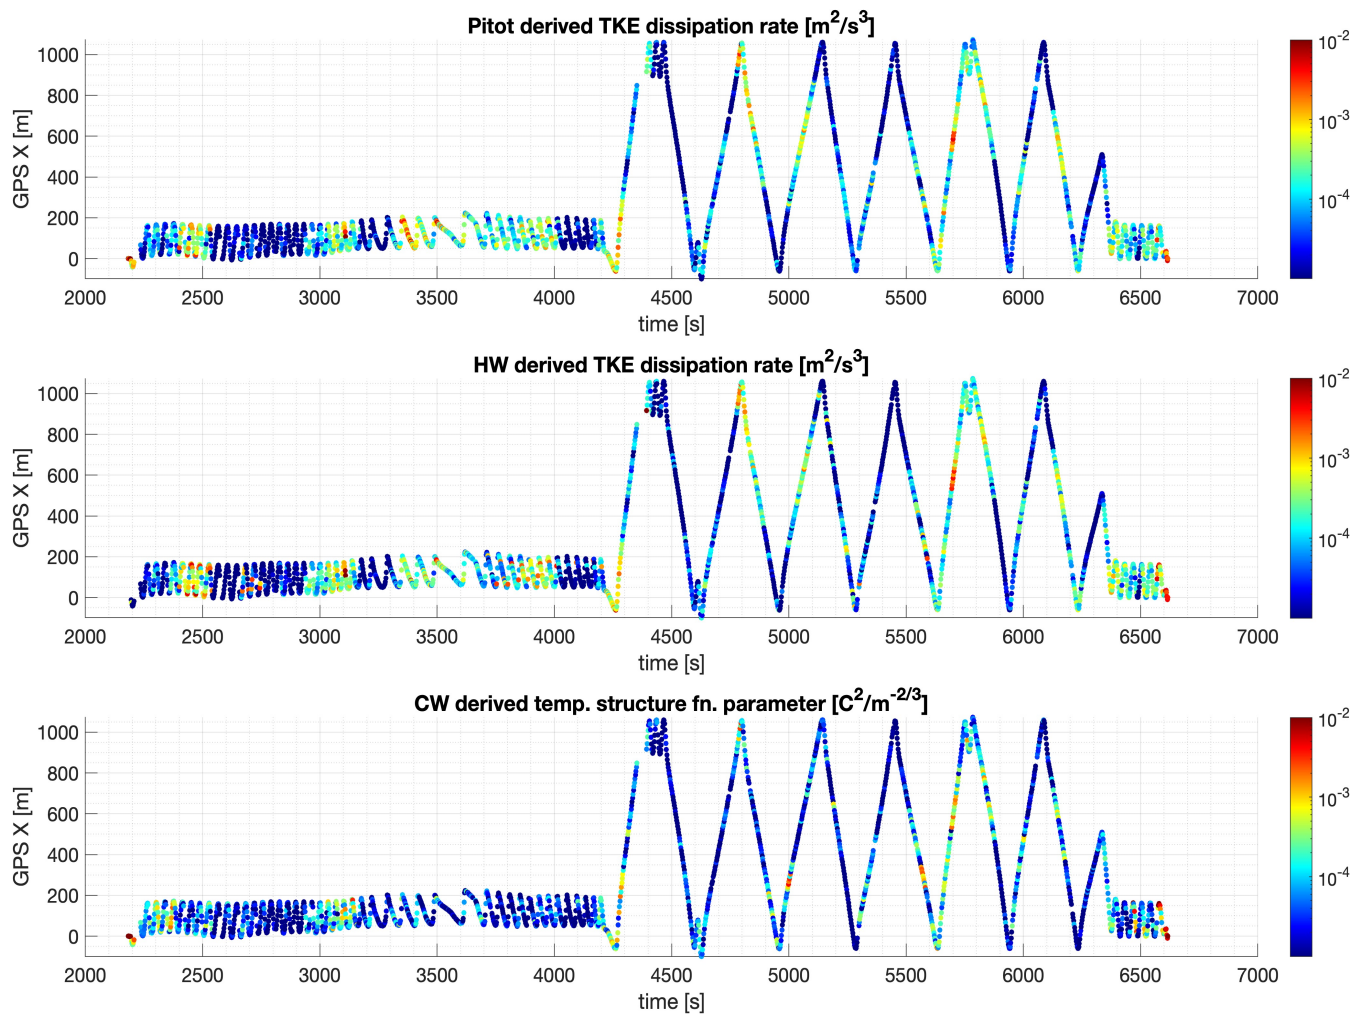 Pitot derived TKE dissipation rate [m²/s³]
1000
800
600
400
200
0
GPS X [m]
2000 2500 3000 3500 4000 4500 5000 5500 6000 6500 7000
time [s]
10⁻²
10⁻³
10⁻⁴
HW derived TKE dissipation rate [m²/s³]
1000
800
600
400
200
0
GPS X [m]
2000 2500 3000 3500 4000 4500 5000 5500 6000 6500 7000
time [s]
10⁻²
10⁻³
10⁻⁴
CW derived temp. structure fn. parameter [C²/m⁻²/³]
1000
800
600
400
200
0
GPS X [m]
2000 2500 3000 3500 4000 4500 5000 5500 6000 6500 7000
time [s]
10⁻²
10⁻³
10⁻⁴